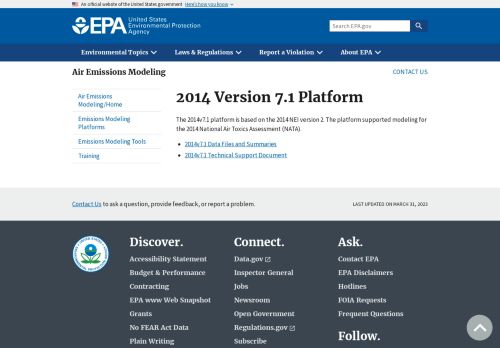 An official website of the United States government Here's how you know
EPA United States Environmental Protection Agency
Search EPA.gov
Environmental Topics
Laws & Regulations
Report a Violation
About EPA
Air Emissions Modeling
CONTACT US
Air Emissions Modeling/Home
Emissions Modeling Platforms
Emissions Modeling Tools
Training
2014 Version 7.1 Platform
The 2014v7.1 platform is based on the 2014 NEI version 2. The platform supported modeling for
the 2014 National Air Toxics Assessment (NATA).
2014v7.1 Data Files and Summaries
2014v7.1 Technical Support Document
Contact Us to ask a question, provide feedback, or report a problem.
LAST UPDATED ON MARCH 31, 2023
Discover.
Accessibility Statement
Budget & Performance
Contracting
EPA www Web Snapshot
Grants
No FEAR Act Data
Plain Writing
Connect.
Data.gov
Inspector General
Jobs
Newsroom
Open Government
Regulations.gov
Subscribe
Ask.
Contact EPA
EPA Disclaimers
Hotlines
FOIA Requests
Frequent Questions
Follow.